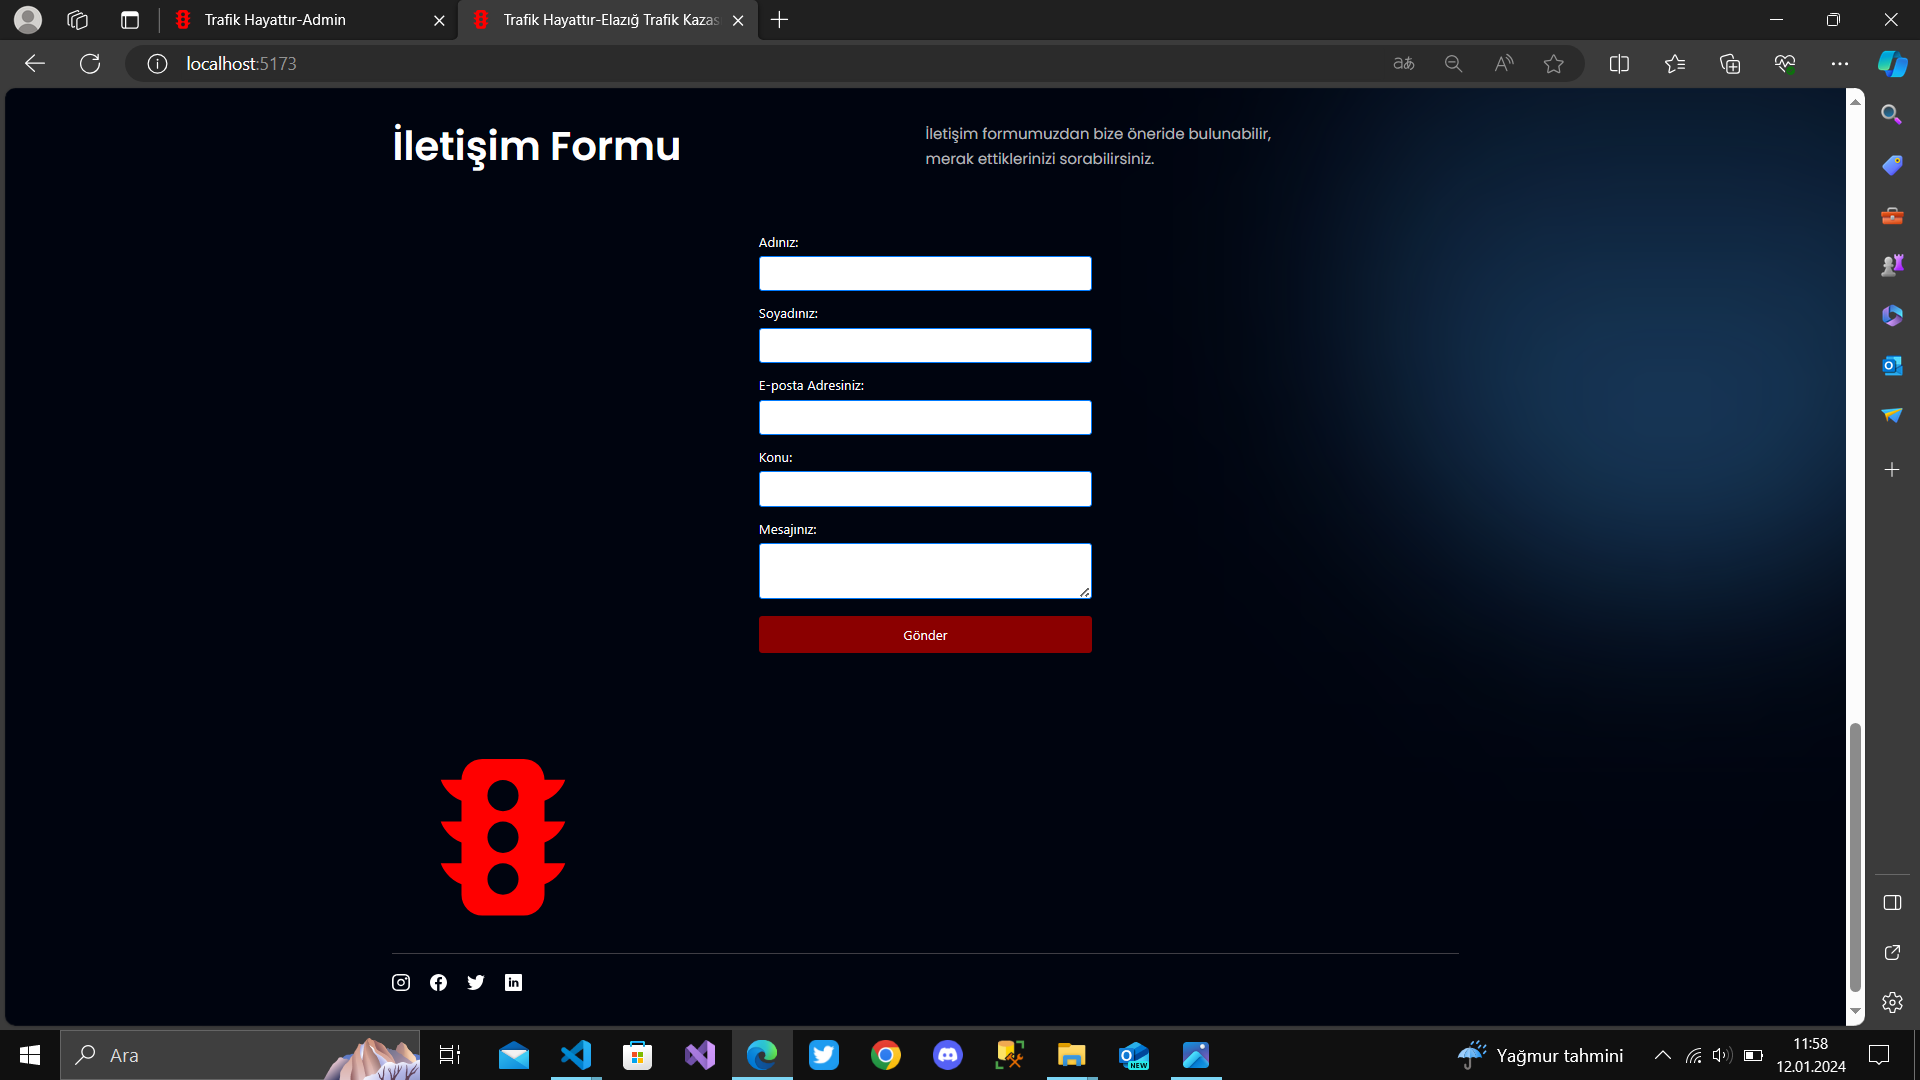 Trafik Hayattır-Admin
Trafik Hayattır-Elazığ Trafik Kazas
localhost:5173
İletişim Formu
İletişim formumuzdan bize öneride bulunabilir,
merak ettiklerinizi sorabilirsiniz.
Adınız:
Soyadınız:
E-posta Adresiniz:
Konu:
Mesajınız:
Gönder
Ara
NEW
Yağmur tahmini
11:58
12.01.2024